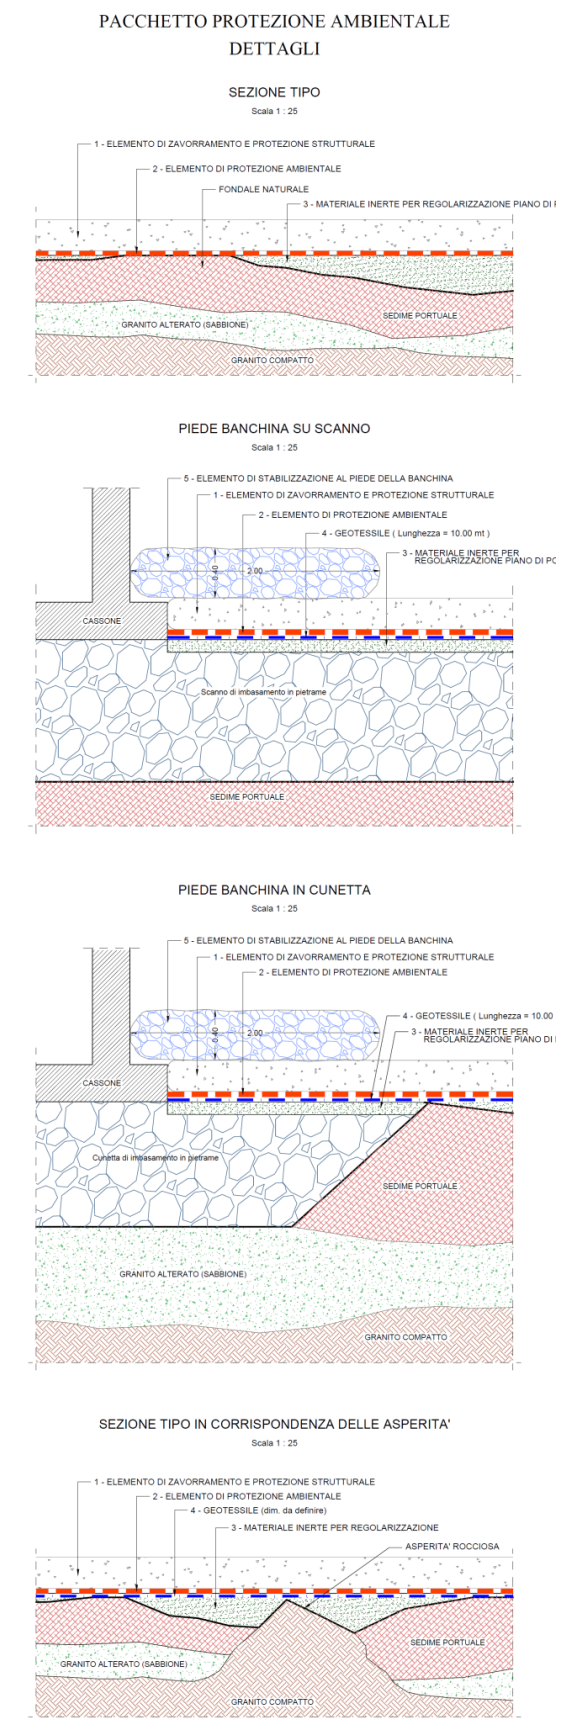 PACCHETTO PROTEZIONE AMBIENTALE
DETTAGLI
SEZIONE TIPO
Scala 1 : 25
1 - ELEMENTO DI ZAVORRAMENTO E PROTEZIONE STRUTTURALE
2 - ELEMENTO DI PROTEZIONE AMBIENTALE
FONDALE NATURALE
3 - MATERIALE INERTE PER REGOLARIZZAZIONE PIANO DI
SEDIME PORTUALE
GRANITO ALTERATO (SABBIONE)
GRANITO COMPATTO
PIEDE BANCHINA SU SCANNO
Scala 1 : 25
5 - ELEMENTO DI STABILIZZAZIONE AL PIEDE DELLA BANCHINA
1 - ELEMENTO DI ZAVORRAMENTO E PROTEZIONE STRUTTURALE
2 - ELEMENTO DI PROTEZIONE AMBIENTALE
4 - GEOTESSILE ( Lunghezza = 10.00 mt )
3 - MATERIALE INERTE PER
REGOLARIZZAZIONE PIANO DI
0.40
2.00
CASSONE
Scanno di imbasamento in pietrame
SEDIME PORTUALE
PIEDE BANCHINA IN CUNETTA
Scala 1 : 25
5 - ELEMENTO DI STABILIZZAZIONE AL PIEDE DELLA BANCHINA
1 - ELEMENTO DI ZAVORRAMENTO E PROTEZIONE STRUTTURALE
2 - ELEMENTO DI PROTEZIONE AMBIENTALE
4 - GEOTESSILE ( Lunghezza = 10.00
3 - MATERIALE INERTE PER
REGOLARIZZAZIONE PIANO DI
0.40
2.00
CASSONE
Cunetta di imbasamento in pietrame
SEDIME PORTUALE
GRANITO ALTERATO (SABBIONE)
GRANITO COMPATTO
SEZIONE TIPO IN CORRISPONDENZA DELLE ASPERITA'
Scala 1 : 25
1 - ELEMENTO DI ZAVORRAMENTO E PROTEZIONE STRUTTURALE
2 - ELEMENTO DI PROTEZIONE AMBIENTALE
4 - GEOTESSILE (dim. da definire)
3 - MATERIALE INERTE PER REGOLARIZZAZIONE
ASPERITA' ROCCIOSA
SEDIME PORTUALE
GRANITO ALTERATO (SABBIONE)
GRANITO COMPATTO